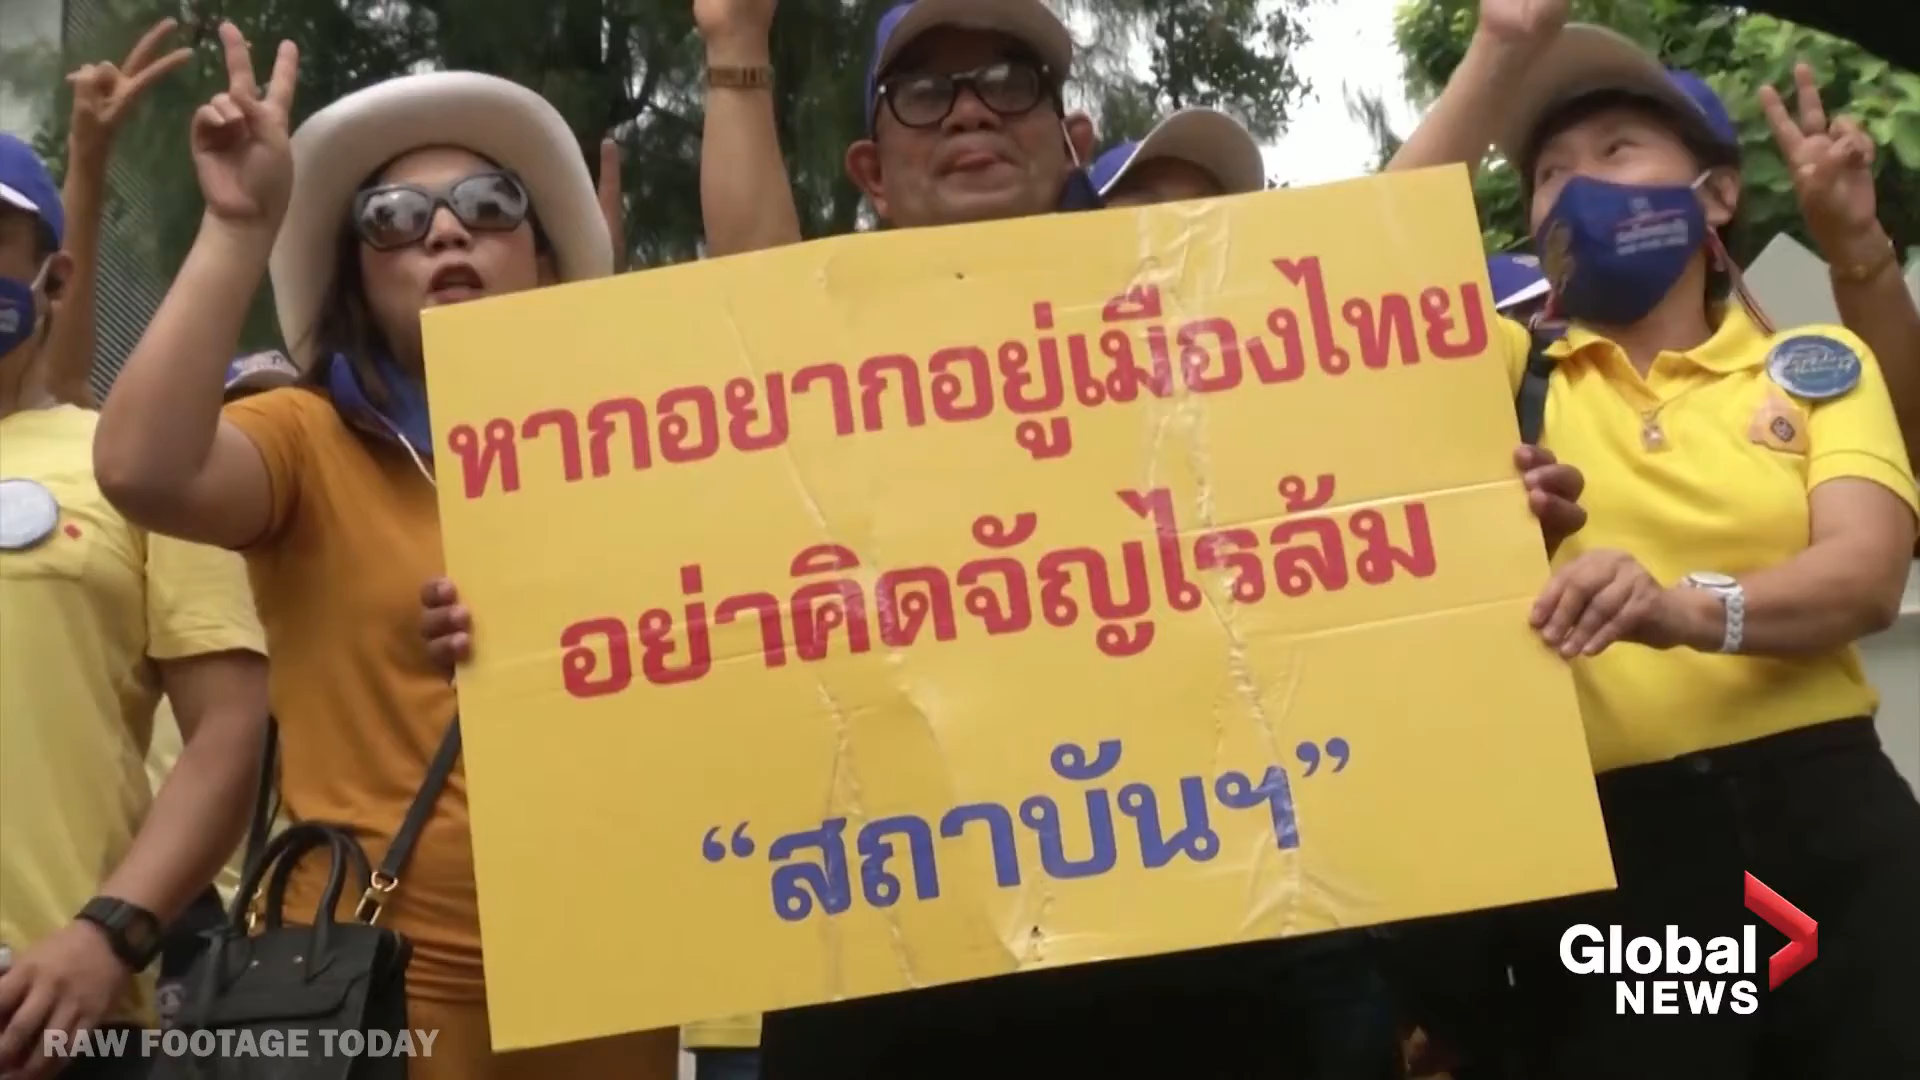 หากอยากอยู่เมืองไทย
อย่าคิดจัญไรล้ม
“สถาบันฯ”
Global
NEWS
RAW FOOTAGE TODAY